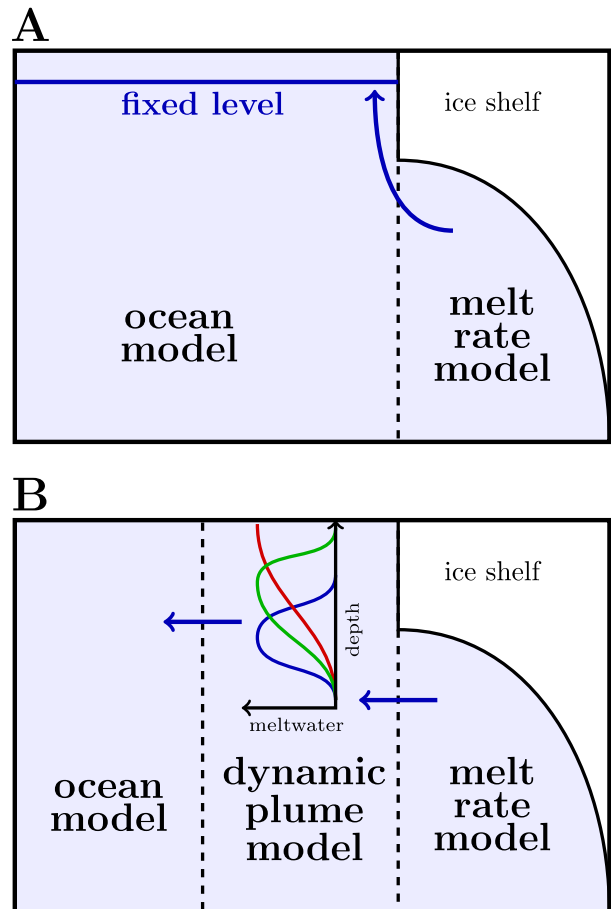 A
fixed level
ice shelf
ocean
model
melt
rate
model
B
ice shelf
depth
meltwater
ocean
model
dynamic
plume
model
melt
rate
model